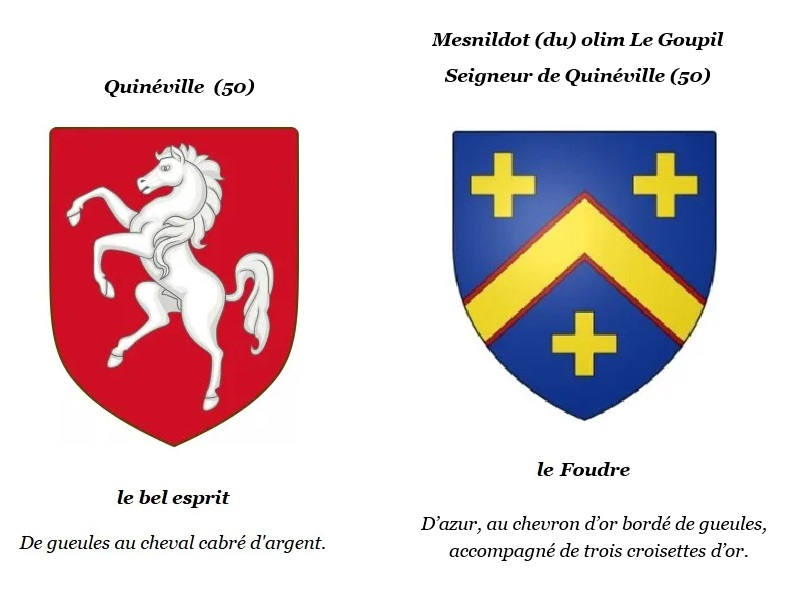 Quinéville (50)
le bel esprit
De gueules au cheval cabré d'argent.
Mesnildot (du) olim Le Goupil
Seigneur de Quinéville (50)
le Foudre
D’azur, au chevron d’or bordé de gueules,
accompagné de trois croisettes d’or.